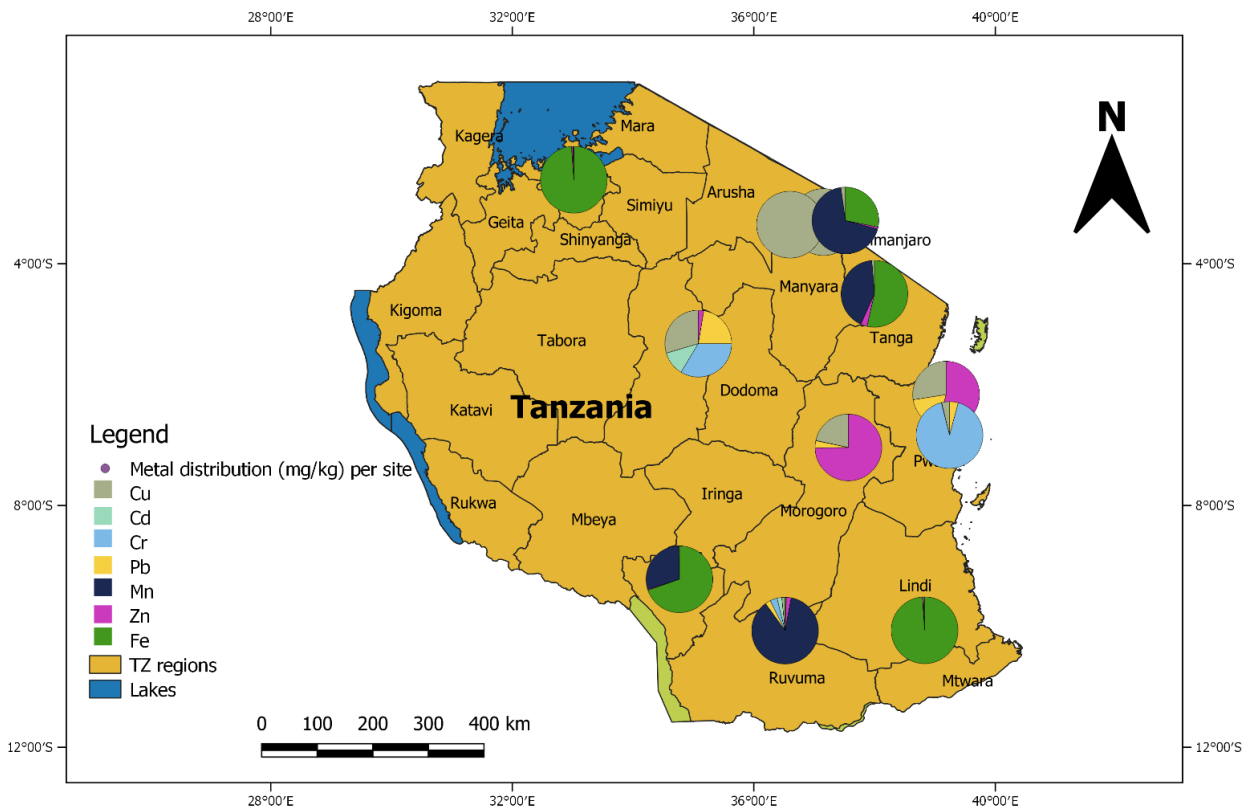 28°00'E 32°00'E 36°00'E 40°00'E
N
Kagera
Mara
Arusha
Simiyu
Geita
Shinyanga
imanjaro
4°00'S 4°00'S
Manyara
Kigoma
Tabora
Tanga
Dodoma
Katavi
Tanzania
Legend
Metal distribution (mg/kg) per site
Cu
Cd
Cr
Pb
Mn
Zn
Fe
TZ regions
Lakes
Pw
Rukwa
Iringa
Mbeya
Morogoro
8°00'S 8°00'S
Lindi
Ruvuma
Mtwara
0 100 200 300 400 km
12°00'S 12°00'S
28°00'E 32°00'E 36°00'E 40°00'E